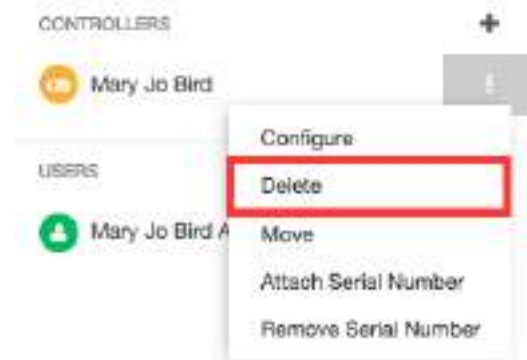 CONTROLLERS
Mary Jo Bird
Configure
USERS
Delete
Mary Jo Bird A
Move
Attach Serial Number
Remove Serial Number